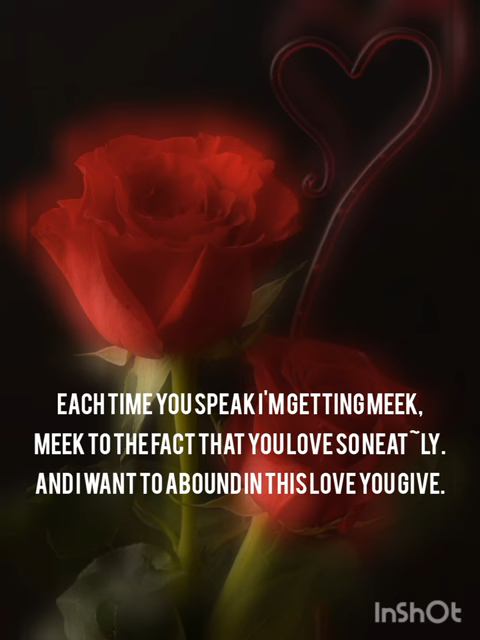 EACH TIME YOU SPEAK I'M GETTING MEEK,
MEEK TO THE FACT THAT YOU LOVE SO NEAT~LY.
AND I WANT TO ABOUND IN THIS LOVE YOU GIVE.
InShOt